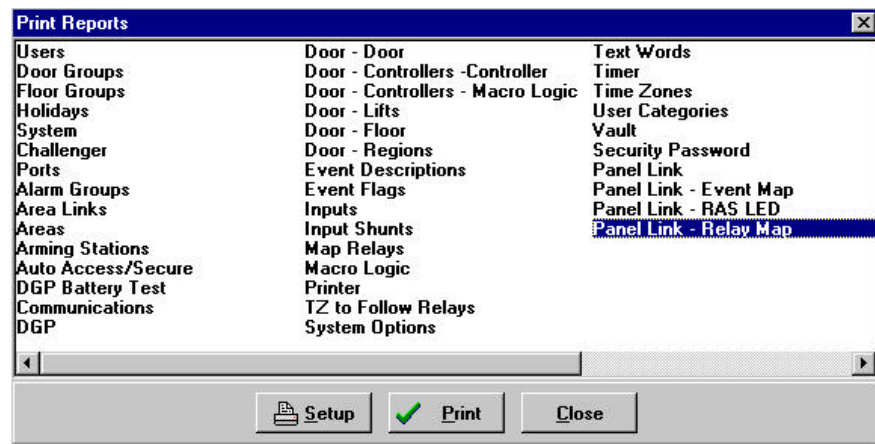 Print Reports
Users
Door Groups
Floor Groups
Holidays
System
Challenger
Ports
Alarm Groups
Area Links
Areas
Arming Stations
Auto Access/Secure
DGP Battery Test
Communications
DGP
Door - Door
Door - Controllers -Controller
Door - Controllers - Macro Logic
Door - Lifts
Door - Floor
Door - Regions
Event Descriptions
Event Flags
Inputs
Input Shunts
Map Relays
Macro Logic
Printer
TZ to Follow Relays
System Options
Text Words
Timer
Time Zones
User Categories
Vault
Security Password
Panel Link
Panel Link - Event Map
Panel Link - RAS LED
Panel Link - Relay Map
Setup
Print
Close